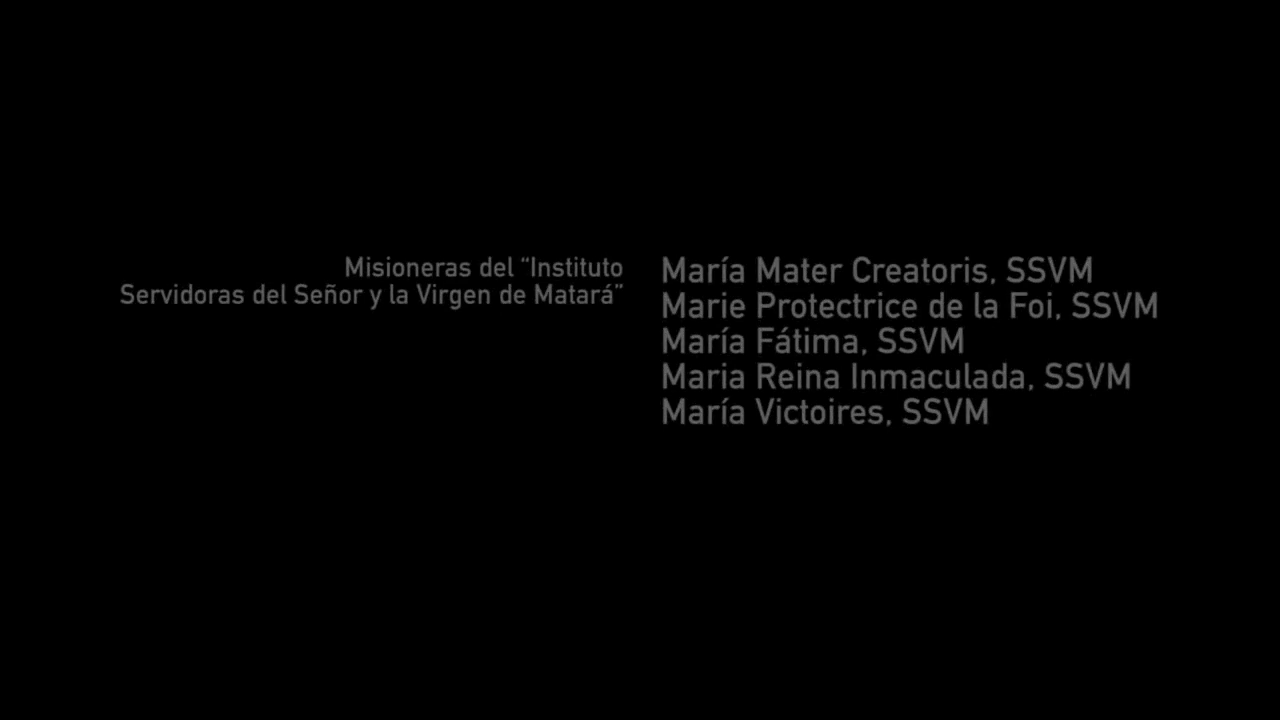 Misioneras del “Instituto
Servidoras del Señor y la Virgen de Matará”
María Mater Creatoris, SSVM
Marie Protectrice de la Foi, SSVM
María Fátima, SSVM
Maria Reina Inmaculada, SSVM
María Victoires, SSVM